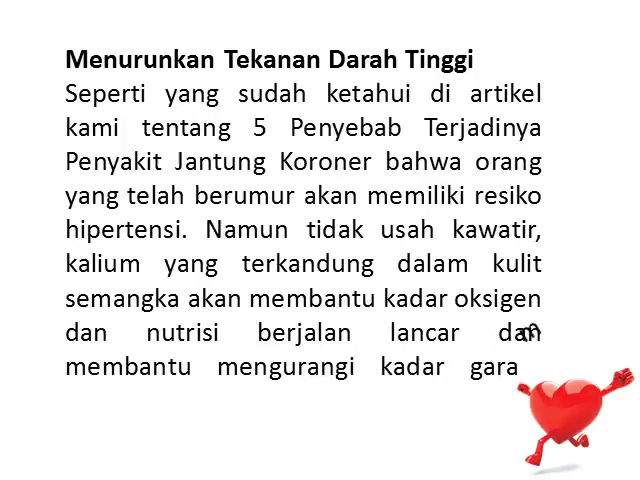 Menurunkan Tekanan Darah Tinggi
Seperti yang sudah ketahui di artikel
kami tentang 5 Penyebab Terjadinya
Penyakit Jantung Koroner bahwa orang
yang telah berumur akan memiliki resiko
hipertensi. Namun tidak usah kawatir,
kalium yang terkandung dalam kulit
semangka akan membantu kadar oksigen
dan nutrisi berjalan lancar dan
membantu mengurangi kadar gara